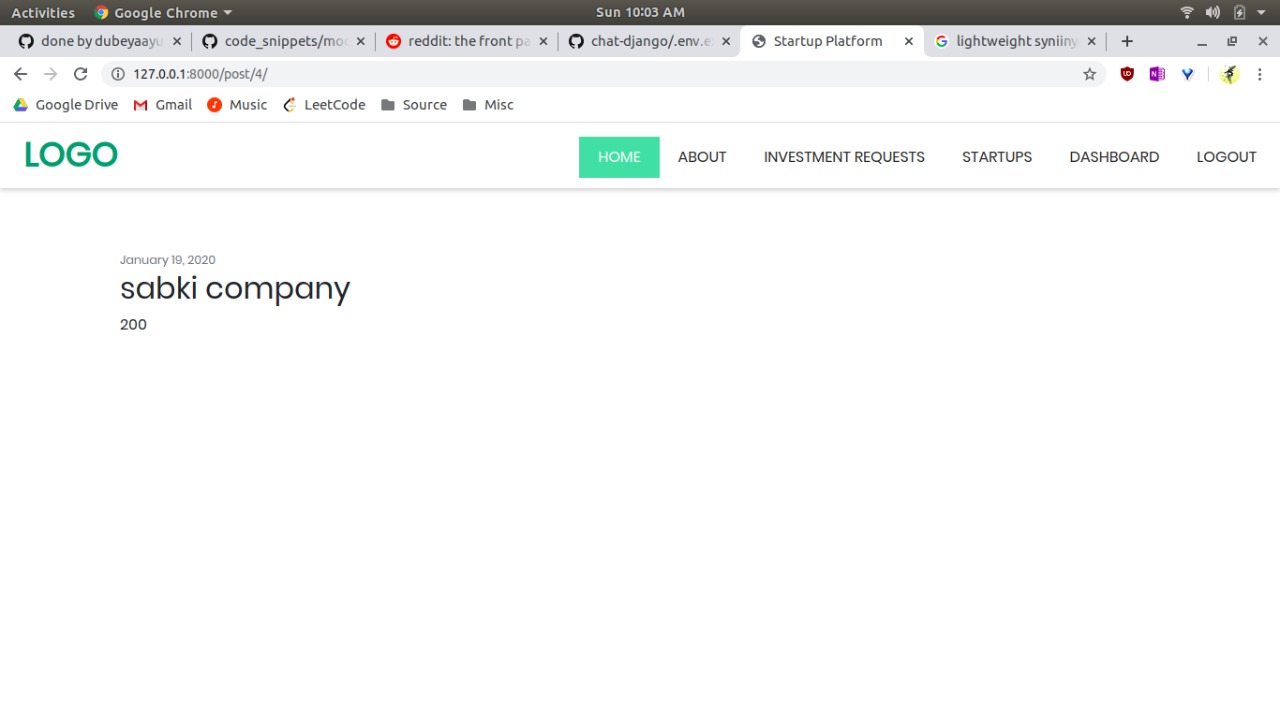 Activities Google Chrome Sun 10:03 AM
done by dubeyaayu code_snippets/mod reddit: the front pa chat-django/.env.e Startup Platform lightweight syniiny
127.0.0.1:8000/post/4/
Google Drive Gmail Music LeetCode Source Misc
LOGO HOME ABOUT INVESTMENT REQUESTS STARTUPS DASHBOARD LOGOUT
January 19, 2020
sabki company
200